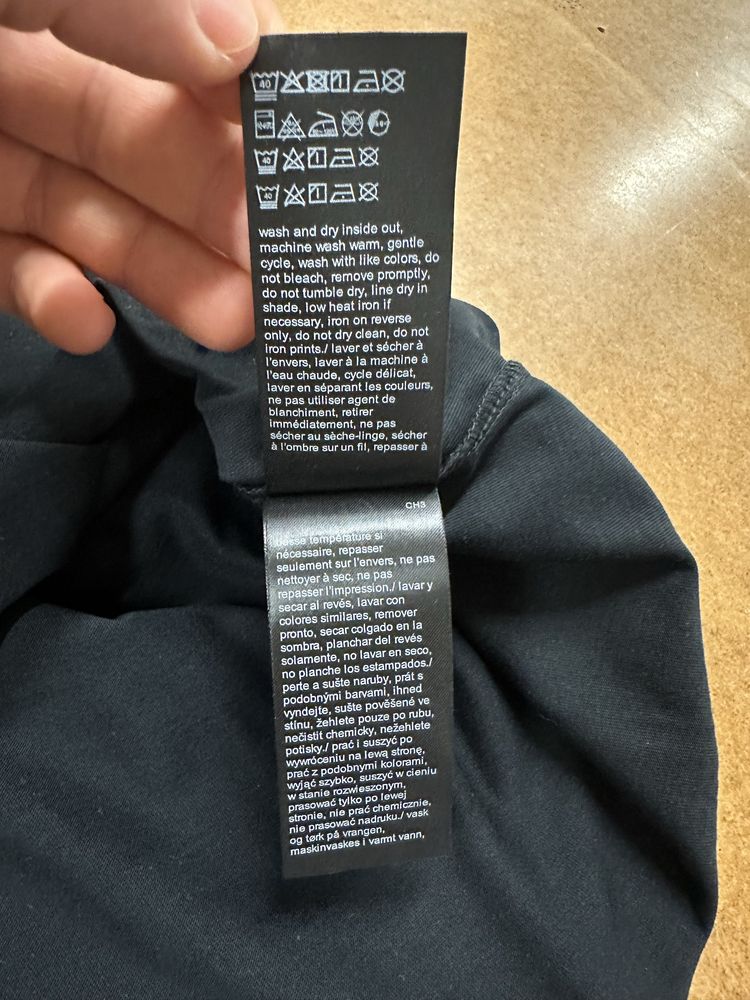 40
40
40
wash and dry inside out,
machine wash warm, gentle
cycle, wash with like colors, do
not bleach, remove promptly,
do not tumble dry, line dry in
shade, low heat iron if
necessary, iron on reverse
only, do not dry clean, do not
iron prints./ laver et sécher à
l'envers, laver à la machine à
l'eau chaude, cycle délicat,
laver en séparant les couleurs,
ne pas utiliser agent de
blanchiment, retirer
immédiatement, ne pas
sécher au sèche-linge, sécher
à l'ombre sur un fil, repasser à
CH3
basse température si
nécessaire, repasser
seulement sur l'envers, ne pas
nettoyer à sec, ne pas
repasser l'impression./ lavar y
secar al revés, lavar con
colores similares, remover
pronto, secar colgado en la
sombra, planchar del revés
solamente, no lavar en seco,
no planche los estampados./
perte a sušte naruby, prát s
podobnými barvami, ihned
vyndejte, sušte pověšené ve
stínu, žehlete pouze po rubu,
nečistit chemicky, nežehlete
potisky./ prać i suszyć po
wywróceniu na lewą stronę,
prać z podobnymi kolorami,
wyjąć szybko, suszyć w cieniu
w stanie rozwieszonym,
prasować tylko po lewej
stronie, nie prać chemicznie,
nie prasować nadruku./ vask
og tørk på vrangen,
maskinvaskes i varmt vann,